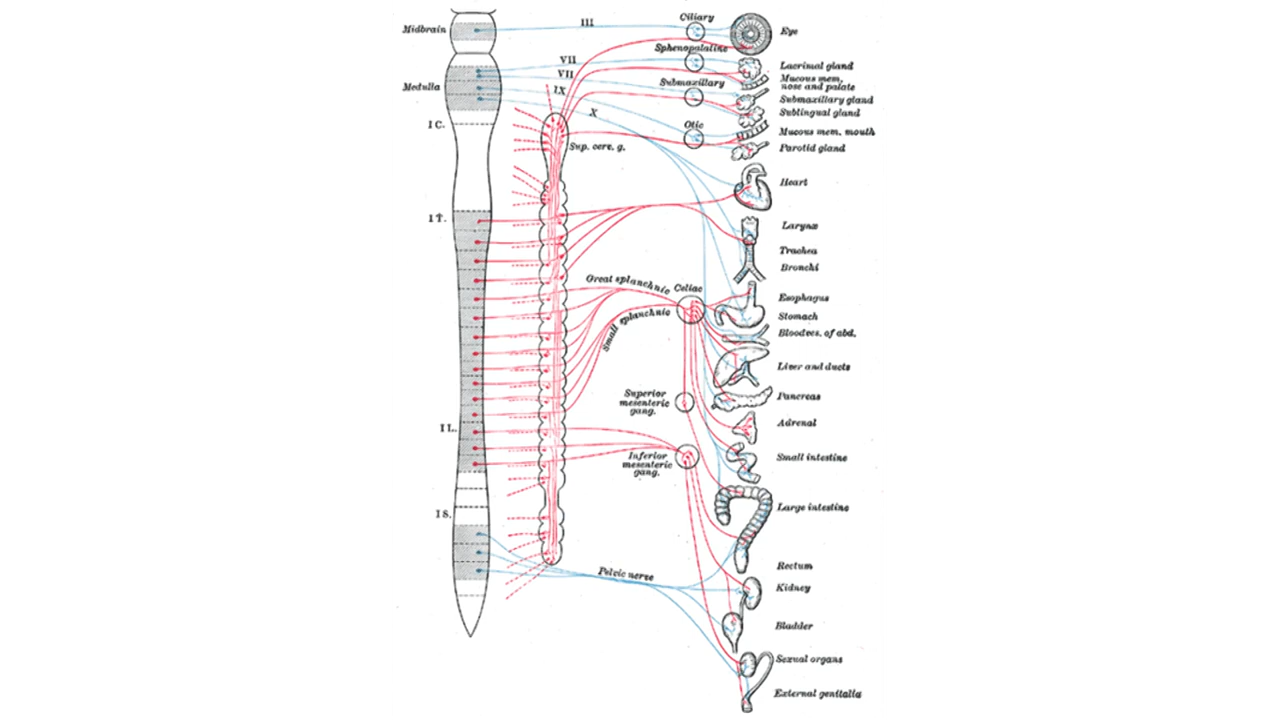 Midbrain
III
Ciliary
Eye
Sphenopalatine
VII
Lacrimal gland
VII
Mucous mem.
nose and palate
Medulla
Submaxillary
IX
Submaxillary gland
X
Sublingual gland
I C.
Otic
Mucous mem. mouth
Sup. cerv. g.
Parotid gland
Heart
I T.
Larynx
Trachea
Bronchi
Great splanchnic
Celiac
Esophagus
Small splanchnic
Stomach
Bloodves. of abd.
Liver and ducts
Superior
mesenteric
gang.
Pancreas
Adrenal
I L.
Inferior
mesenteric
gang.
Small intestine
Large intestine
I S.
Pelvic nerve
Rectum
Kidney
Bladder
Sexual organs
External genitalia